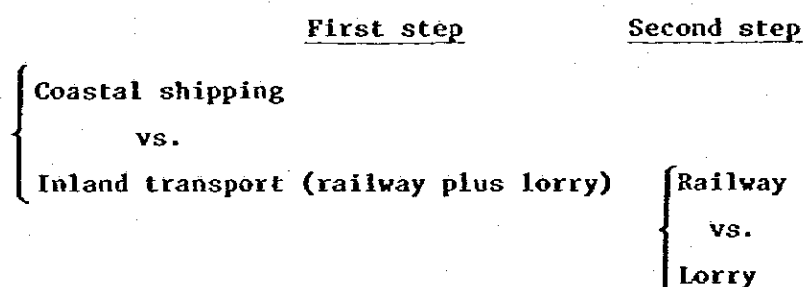 First step Second step
Coastal shipping
vs.
Inland transport (railway plus lorry) Railway
vs.
Lorry